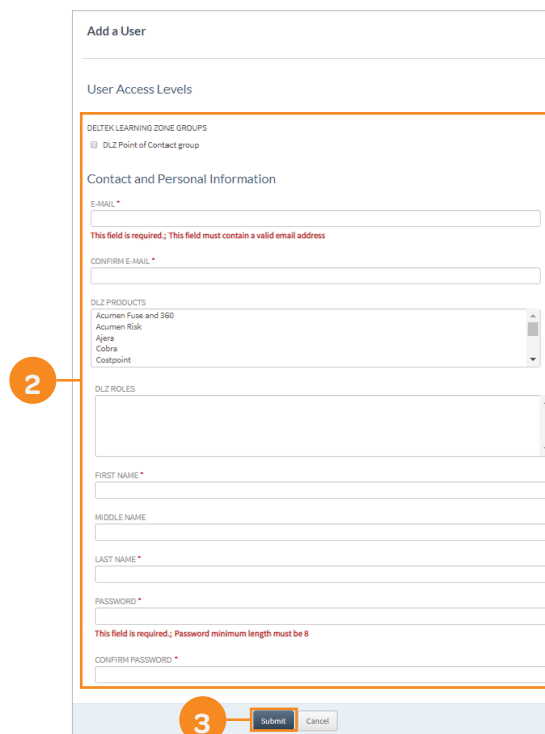 Add a User
User Access Levels
DELTEK LEARNING ZONE GROUPS
DLZ Point of Contact group
Contact and Personal Information
E-MAIL *
This field is required.; This field must contain a valid email address
CONFIRM E-MAIL *
DLZ PRODUCTS
Acumen Fuse and 360
Acumen Risk
Ajera
Cobra
Costpoint
2
DLZ ROLES
FIRST NAME *
MIDDLE NAME
LAST NAME *
PASSWORD *
This field is required.; Password minimum length must be 8
CONFIRM PASSWORD *
3 Submit Cancel